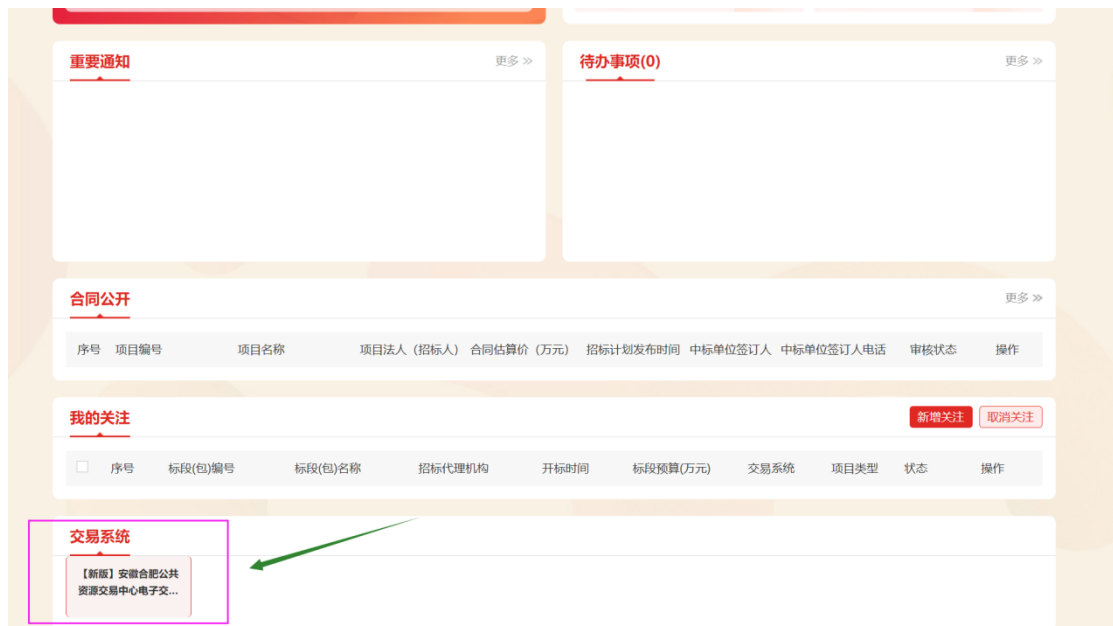 重要通知
更多 >>
待办事项(0)
更多 >>
合同公开
更多 >>
序号 项目编号 项目名称 项目法人（招标人） 合同估算价（万元） 招标计划发布时间 中标单位签订人 中标单位签订人电话 审核状态 操作
我的关注
新增关注 取消关注
序号 标段(包)编号 标段(包)名称 招标代理机构 开标时间 标段预算(万元) 交易系统 项目类型 状态 操作
交易系统
【新版】安徽合肥公共
资源交易中心电子交...